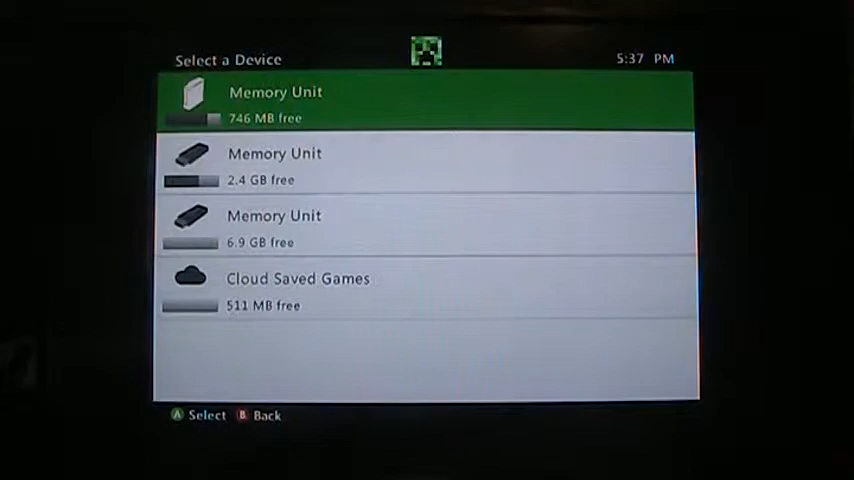 Select a Device
5:37 PM
Memory Unit
746 MB free
Memory Unit
2.4 GB free
Memory Unit
6.9 GB free
Cloud Saved Games
511 MB free
A Select B Back